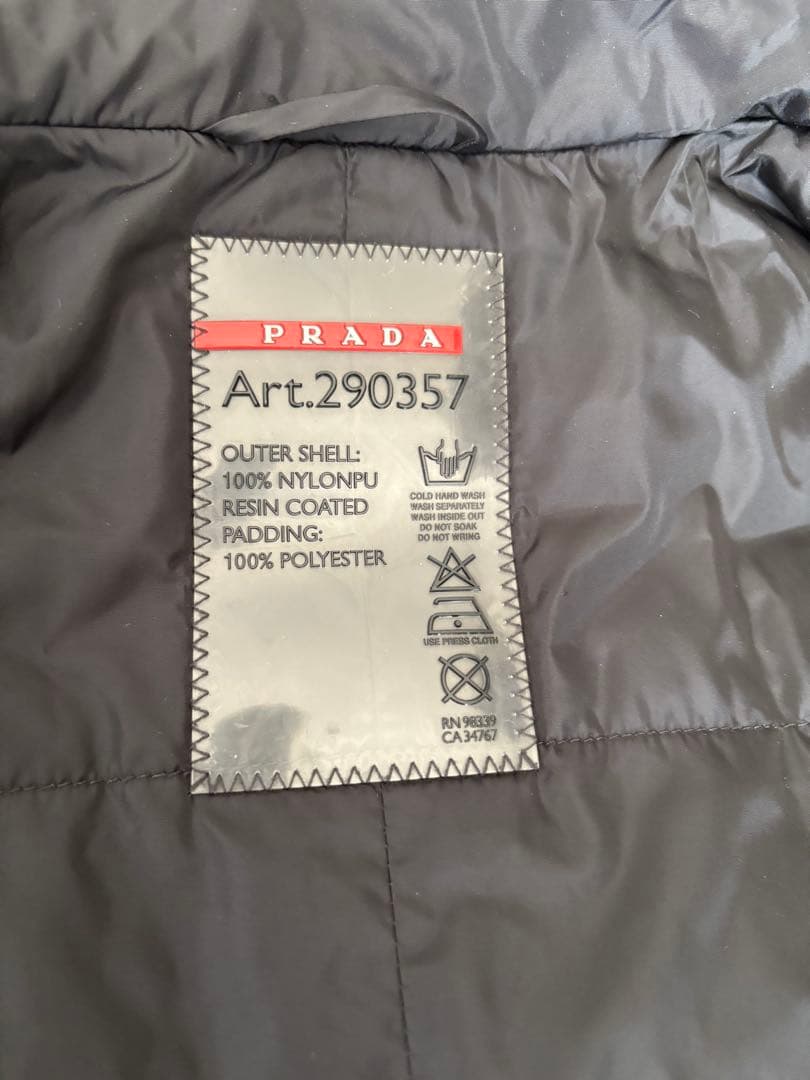 PRADA
Art.290357
OUTER SHELL:
100% NYLONPU
RESIN COATED
PADDING:
100% POLYESTER
COLD HAND WASH
WASH SEPARATELY
WASH INSIDE OUT
DO NOT SOAK
DO NOT WRING
USE PRESS CLOTH
RN 98339
CA 34767